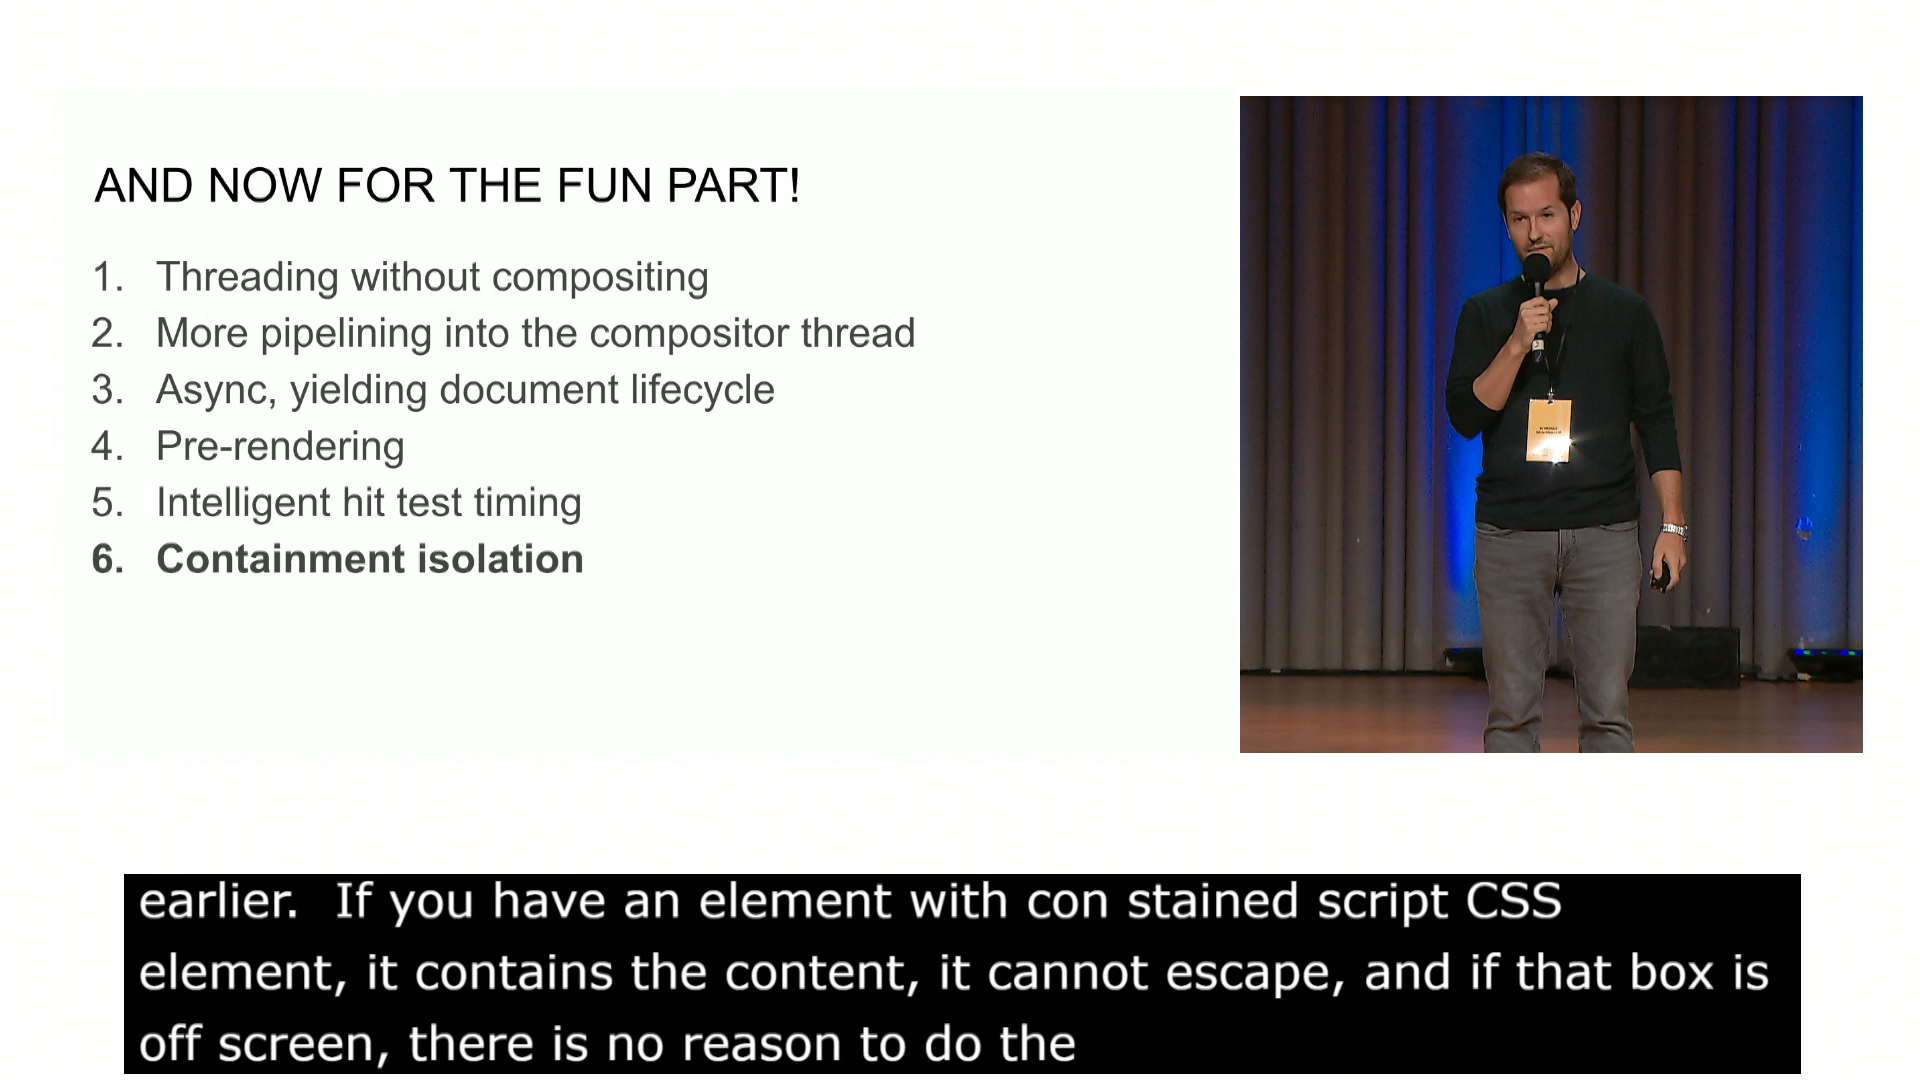 AND NOW FOR THE FUN PART!
1. Threading without compositing
2. More pipelining into the compositor thread
3. Async, yielding document lifecycle
4. Pre-rendering
5. Intelligent hit test timing
6. Containment isolation
earlier.  If you have an element with con stained script CSS
element, it contains the content, it cannot escape, and if that box is
off screen, there is no reason to do the